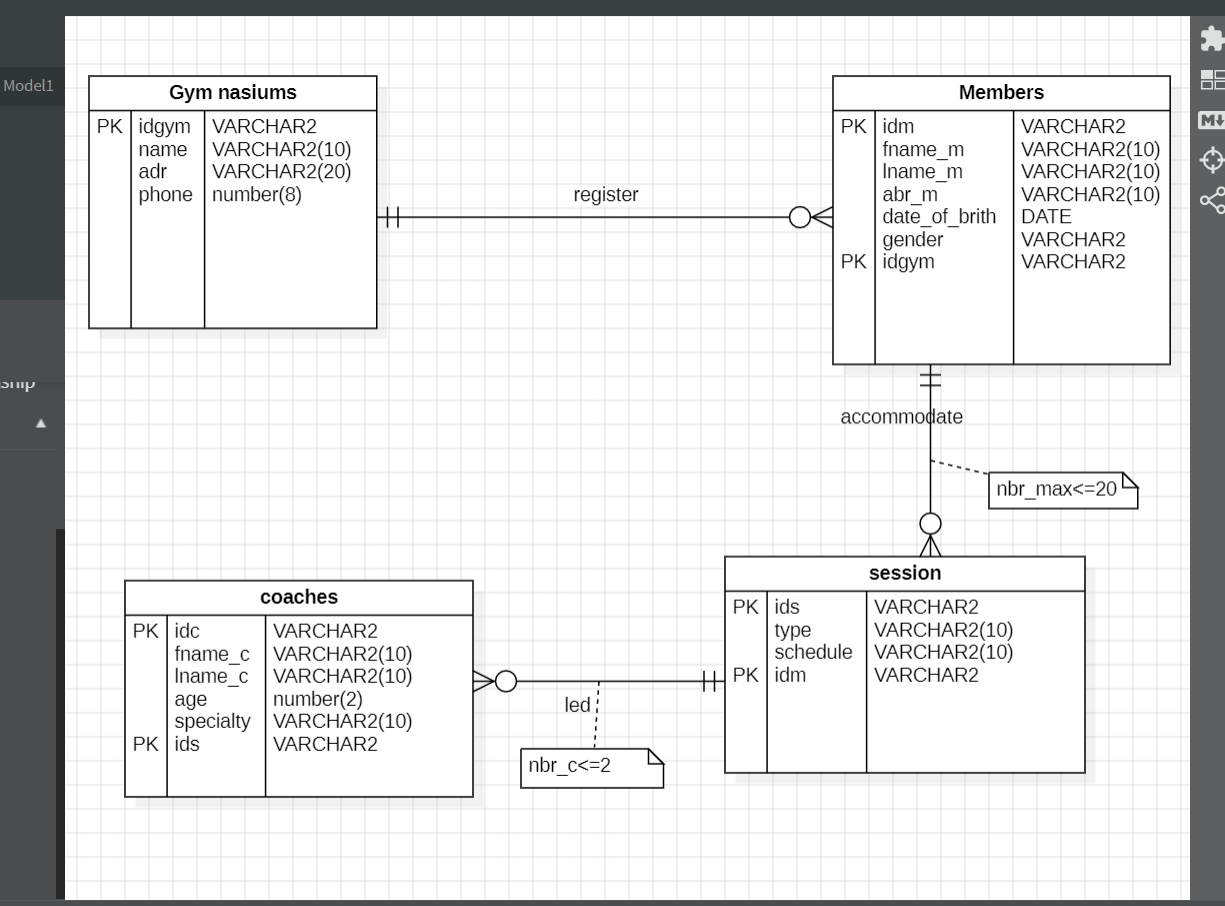 Model1
Gym nasiums
PK idgym VARCHAR2
name VARCHAR2(10)
adr VARCHAR2(20)
phone number(8)
register
Members
PK idm VARCHAR2
fname_m VARCHAR2(10)
lname_m VARCHAR2(10)
abr_m VARCHAR2(10)
date_of_brith DATE
gender VARCHAR2
PK idgym VARCHAR2
M
ship
accommodate
nbr_max<=20
session
PK ids VARCHAR2
type VARCHAR2(10)
schedule VARCHAR2(10)
PK idm VARCHAR2
coaches
PK idc VARCHAR2
fname_c VARCHAR2(10)
lname_c VARCHAR2(10)
age number(2)
specialty VARCHAR2(10)
PK ids VARCHAR2
led
nbr_c<=2